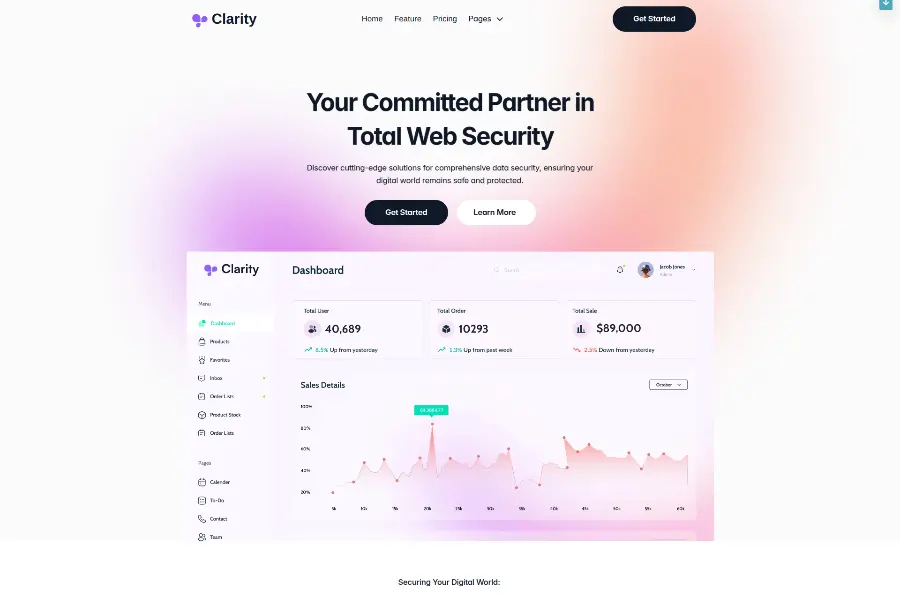 Clarity
Home Feature Pricing Pages
Get Started
Your Committed Partner in
Total Web Security
Discover cutting-edge solutions for comprehensive data security, ensuring your
digital world remains safe and protected.
Get Started Learn More
Clarity
Dashboard
Search
Jacob Jones
Admin
Menu
Dashboard
Products
Favorites
Inbox
Order Lists
Product Stock
Order Lists
Pages
Calender
To-Do
Contact
Team
Total User
40,689
8.5% Up from yesterday
Total Order
10293
1.3% Up from past week
Total Sale
$89,000
2.3% Down from yesterday
Sales Details
October
100%
80%
60%
40%
20%
5k 10k 15k 20k 25k 30k 35k 40k 45k 50k 55k 60k
Securing Your Digital World: